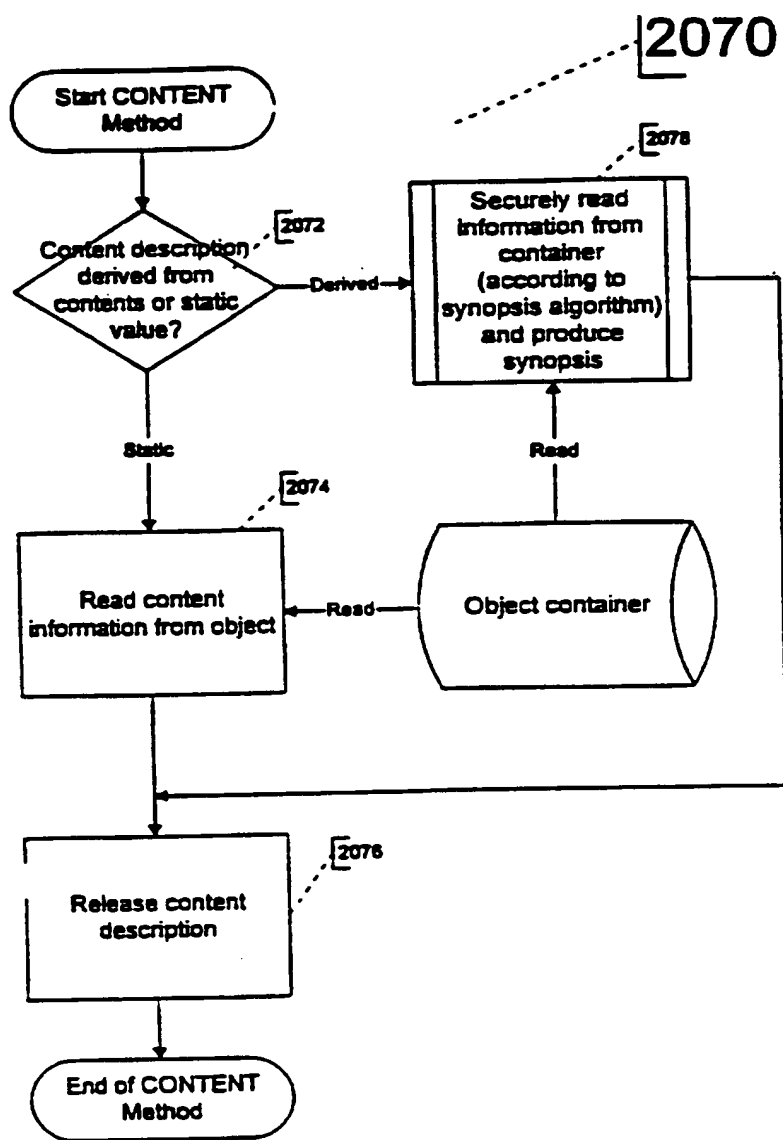 2070
Start CONTENT
Method
2078
Securely read
information from
container
(according to
synopsis algorithm)
and produce
synopsis
2072
Content description
derived from
contents or static
value?
Derived
Static
Read
2074
Read content
information from object
Read
Object container
2076
Release content
description
End of CONTENT
Method